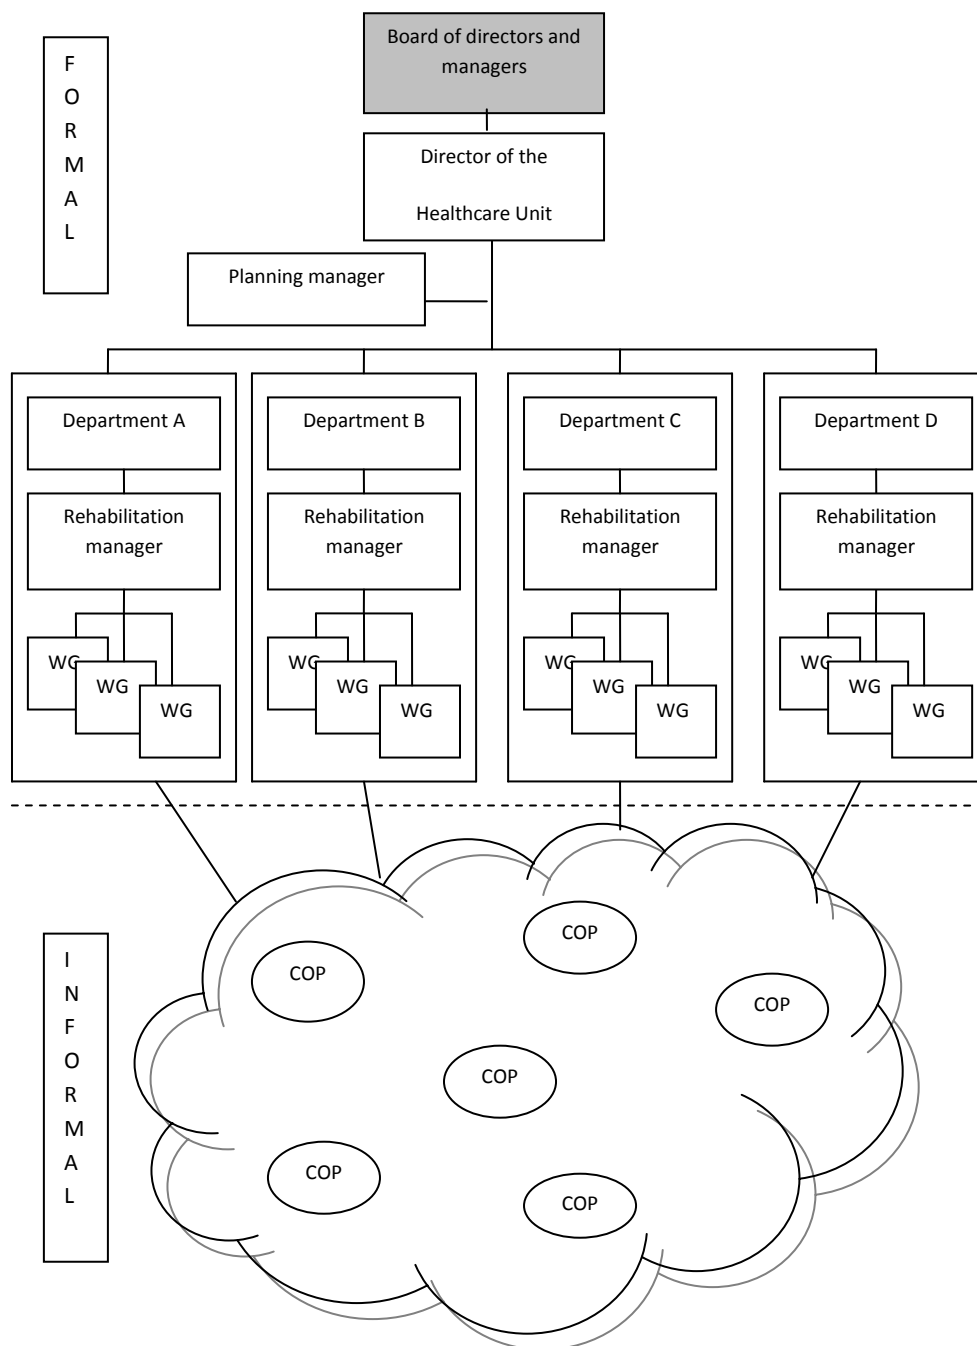 F
O
R
M
A
L
Board of directors and
managers
Director of the
Healthcare Unit
Planning manager
Department A
Rehabilitation
manager
WG
WG
WG
Department B
Rehabilitation
manager
WG
WG
WG
Department C
Rehabilitation
manager
WG
WG
WG
Department D
Rehabilitation
manager
WG
WG
WG
I
N
F
O
R
M
A
L
COP
COP
COP
COP
COP
COP